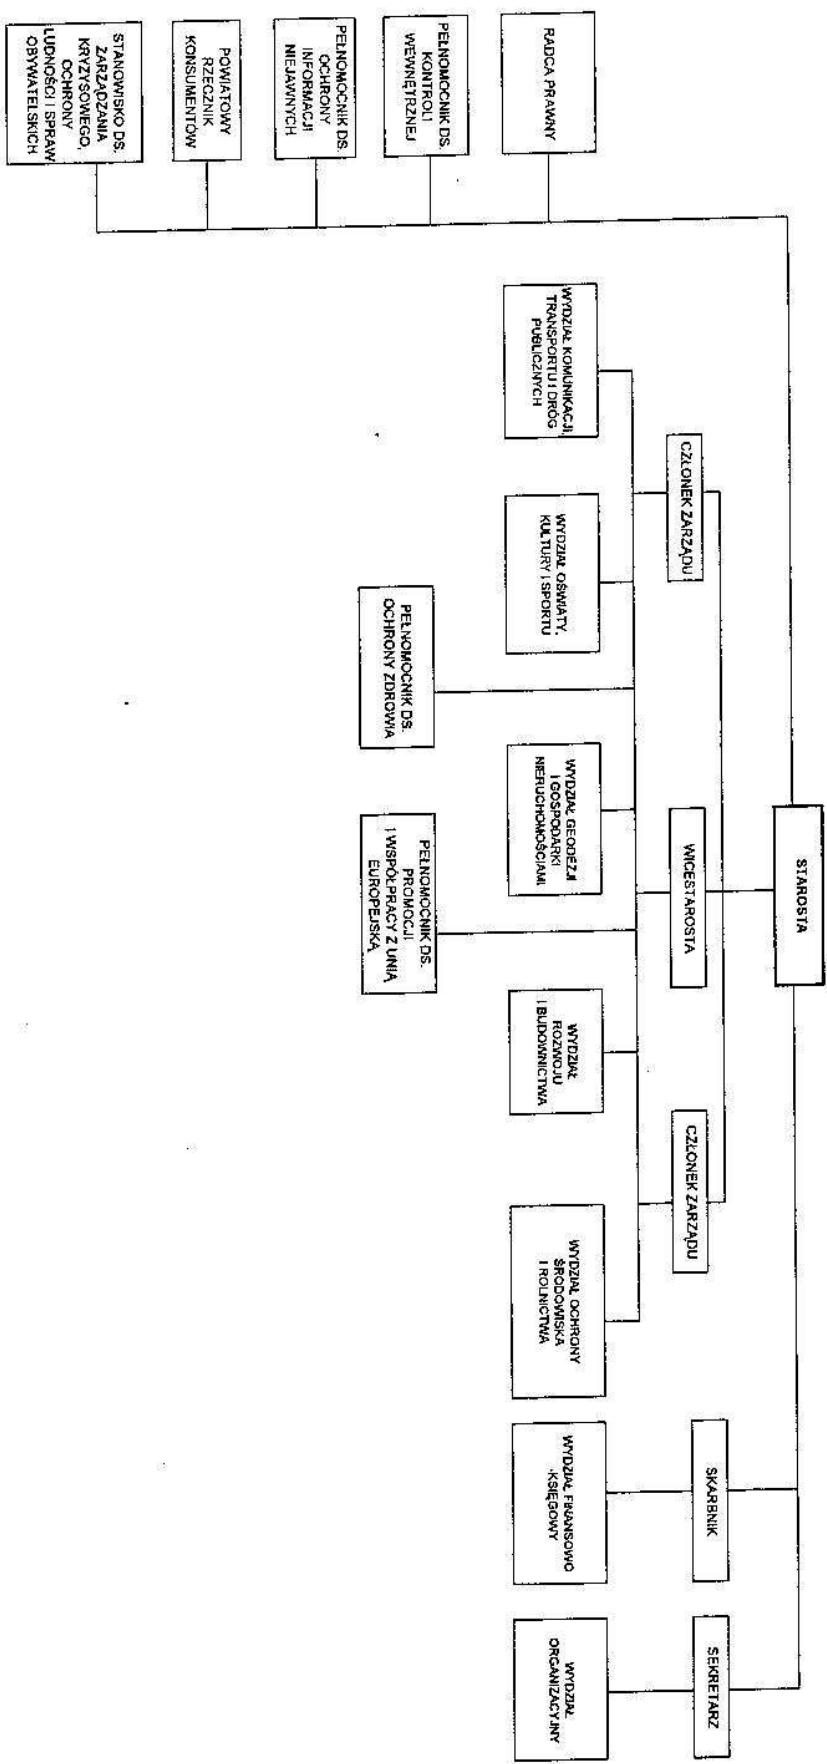 STAROSTA
CZŁONEK ZARZĄDU
WICESTAROSTA
CZŁONEK ZARZĄDU
SKARBNIK
SEKRETARZ
RADCA PRAWNY
PEŁNOMOCNIK DS.
KONTROLI
WEWNĘTRZNEJ
PEŁNOMOCNIK DS.
OCHRONY
INFORMACJI
NIEJAWNYCH
POWIATOWY
RZECZNIK
KONSUMENTÓW
STANOWISKO DS.
ZARZĄDZANIA
KRYZYSOWEGO,
OCHRONY
LUDNOŚCI I SPRAW
OBYWATELSKICH
WYDZIAŁ KOMUNIKACJI,
TRANSPORTU I DRÓG
PUBLICZNYCH
WYDZIAŁ OŚWIATY,
KULTURY I SPORTU
WYDZIAŁ GEODEZJI
I GOSPODARKI
NIERUCHOMOŚCIAMI
WYDZIAŁ
ROZWOJU
I BUDOWNICTWA
WYDZIAŁ OCHRONY
ŚRODOWISKA
I ROLNICTWA
WYDZIAŁ FINANSOWO
-KSIĘGOWY
WYDZIAŁ
ORGANIZACYJNY
PEŁNOMOCNIK DS.
OCHRONY ZDROWIA
PEŁNOMOCNIK DS.
PROMOCJI
I WSPÓŁPRACY Z UNIĄ
EUROPEJSKĄ